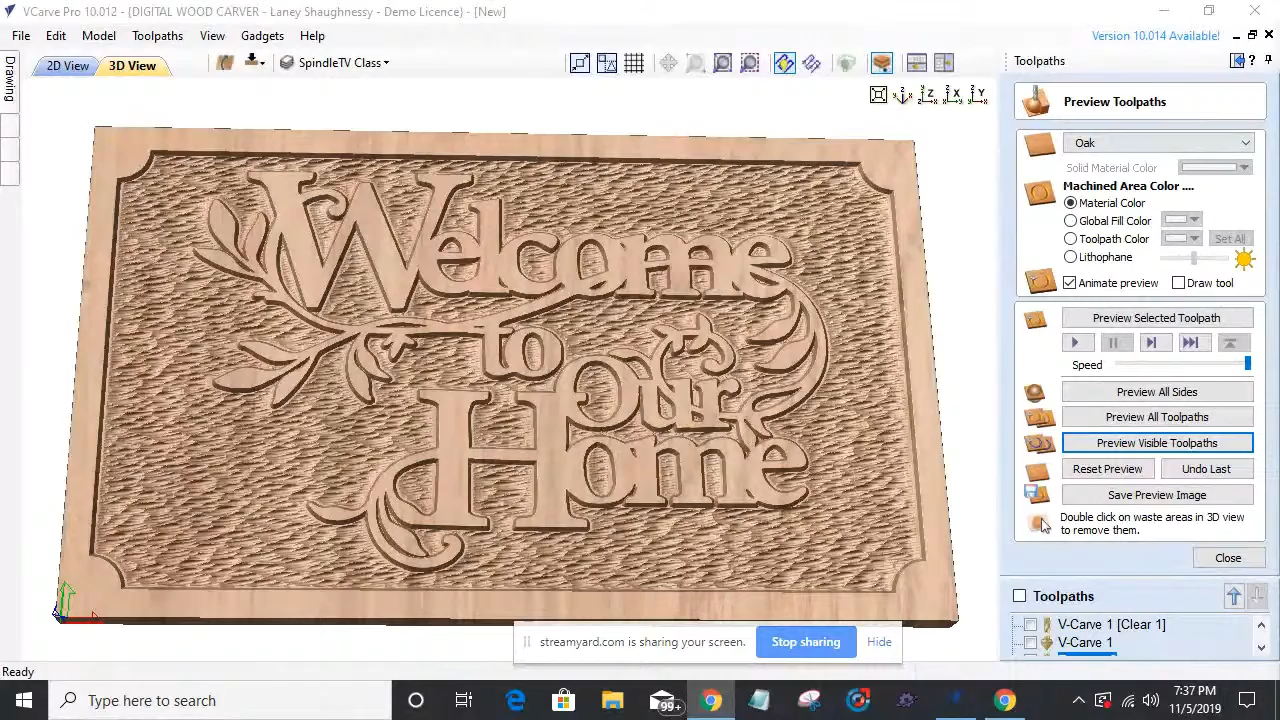 VCarve Pro 10.012 - {DIGITAL WOOD CARVER - Laney Shaughnessy - Demo Licence} - [New]
File Edit Model Toolpaths View Gadgets Help
Version 10.014 Available!
Drawing
2D View
3D View
SpindleTV Class
Z
X
Y
Toolpaths
Preview Toolpaths
Oak
Solid Material Color
Machined Area Color ....
Material Color
Global Fill Color
Toolpath Color
Set All
Lithophane
Animate preview
Draw tool
Preview Selected Toolpath
Speed
Preview All Sides
Preview All Toolpaths
Preview Visible Toolpaths
Reset Preview
Undo Last
Save Preview Image
Double click on waste areas in 3D view
to remove them.
Close
Toolpaths
V-Carve 1 [Clear 1]
V-Carve 1
Welcome
to
Our
Home
streamyard.com is sharing your screen.
Stop sharing
Hide
Ready
Type here to search
99+
7:37 PM
11/5/2019